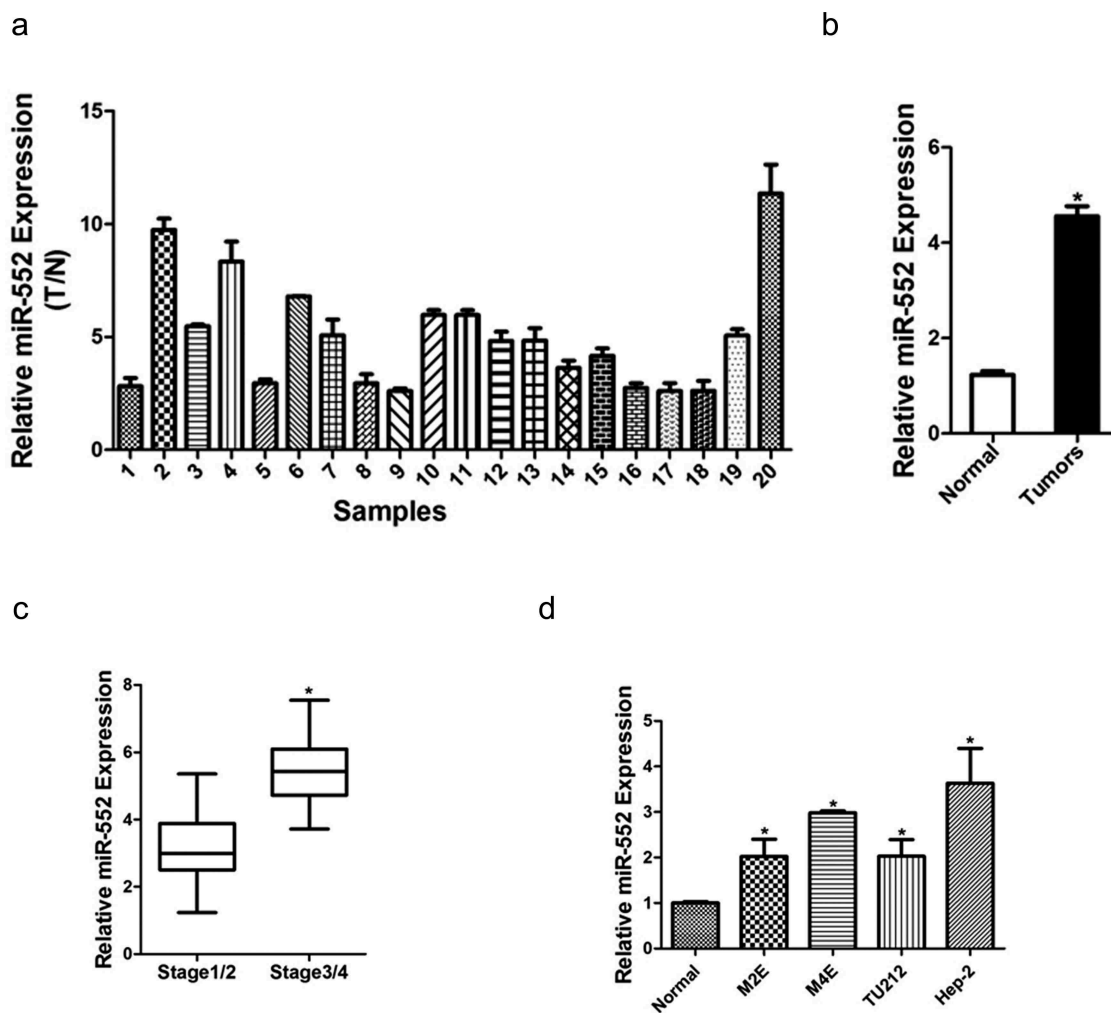 a
Relative miR-552 Expression
(T/N)
15
10
5
0
1 2 3 4 5 6 7 8 9 10 11 12 13 14 15 16 17 18 19 20
Samples
b
Relative miR-552 Expression
6
4
2
0
*
Normal Tumors
c
Relative miR-552 Expression
8
6
4
2
0
*
Stage1/2 Stage3/4
d
Relative miR-552 Expression
5
4
3
2
1
0
* * * *
Normal M2E M4E TU212 Hep-2